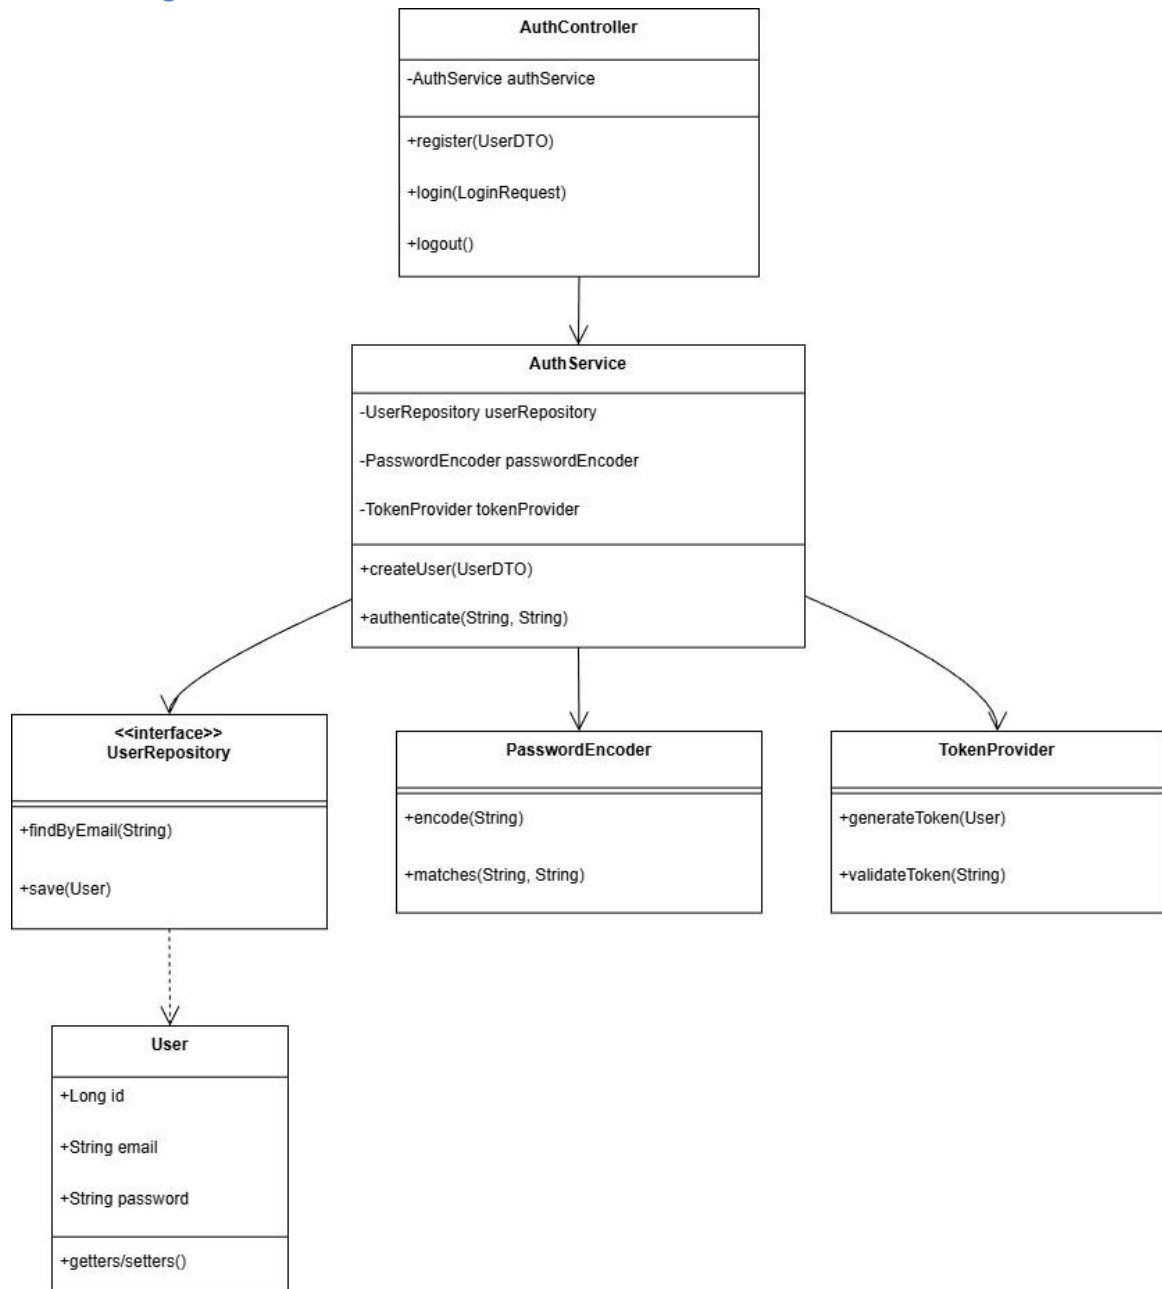 AuthController
-AuthService authService
+register(UserDTO)
+login(LoginRequest)
+logout()
AuthService
-UserRepository userRepository
-PasswordEncoder passwordEncoder
-TokenProvider tokenProvider
+createUser(UserDTO)
+authenticate(String, String)
<<interface>>
UserRepository
+findByEmail(String)
+save(User)
PasswordEncoder
+encode(String)
+matches(String, String)
TokenProvider
+generateToken(User)
+validateToken(String)
User
+Long id
+String email
+String password
+getters/setters()